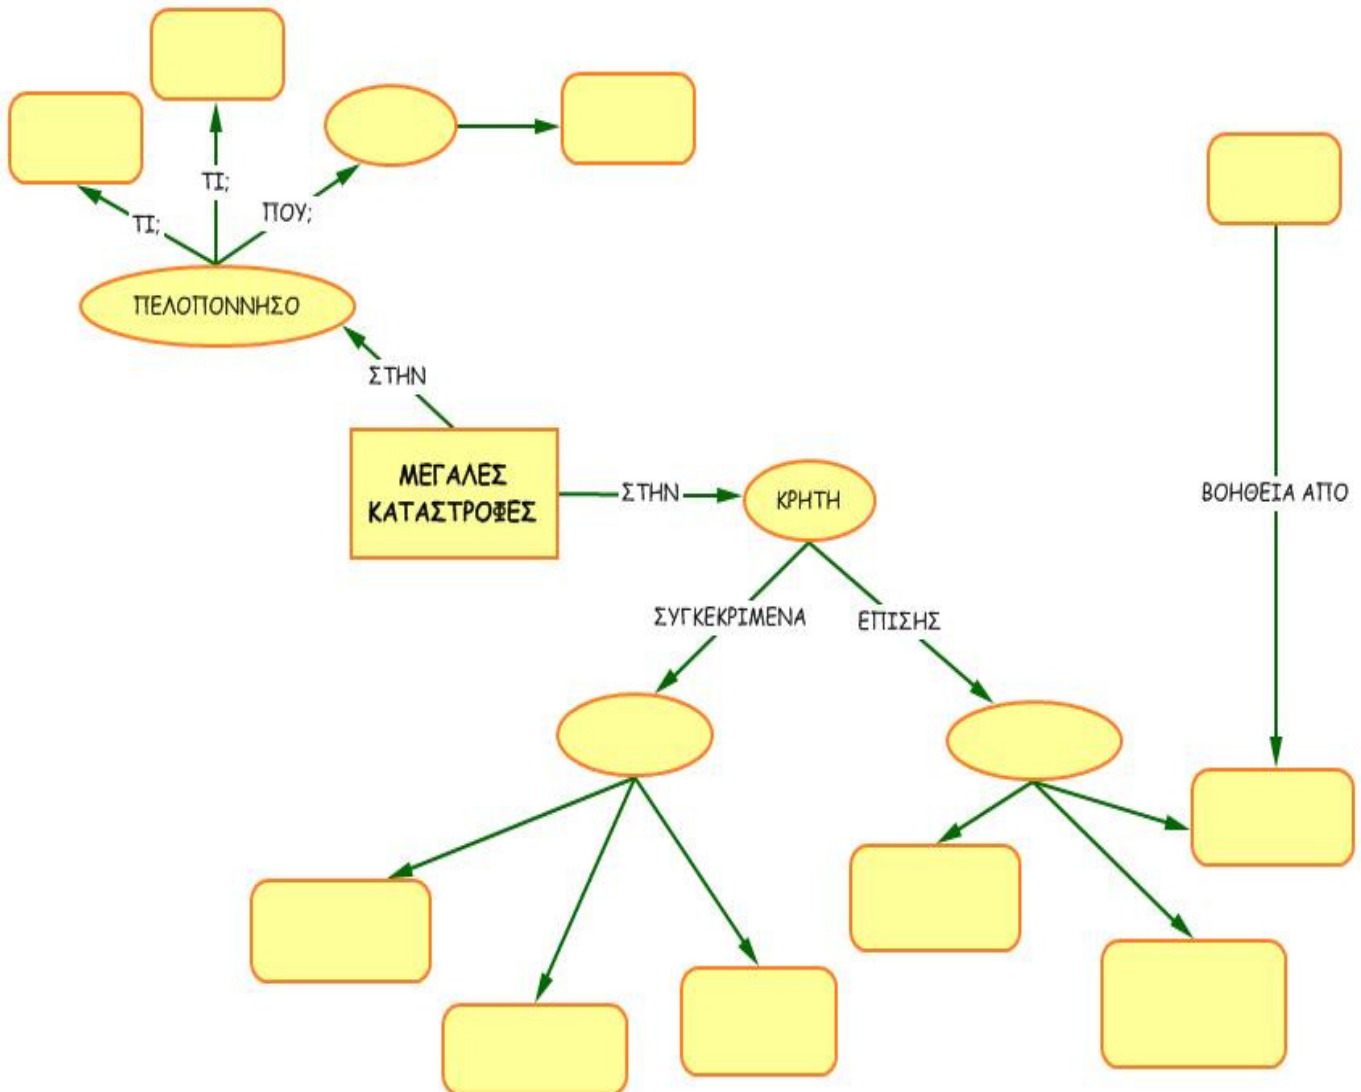 ΤΙ;
ΤΙ;
ΠΟΥ;
ΠΕΛΟΠΟΝΝΗΣΟ
ΣΤΗΝ
ΜΕΓΑΛΕΣ
ΚΑΤΑΣΤΡΟΦΕΣ
ΣΤΗΝ
ΚΡΗΤΗ
ΒΟΗΘΕΙΑ ΑΠΟ
ΣΥΓΚΕΚΡΙΜΕΝΑ
ΕΠΙΣΗΣ